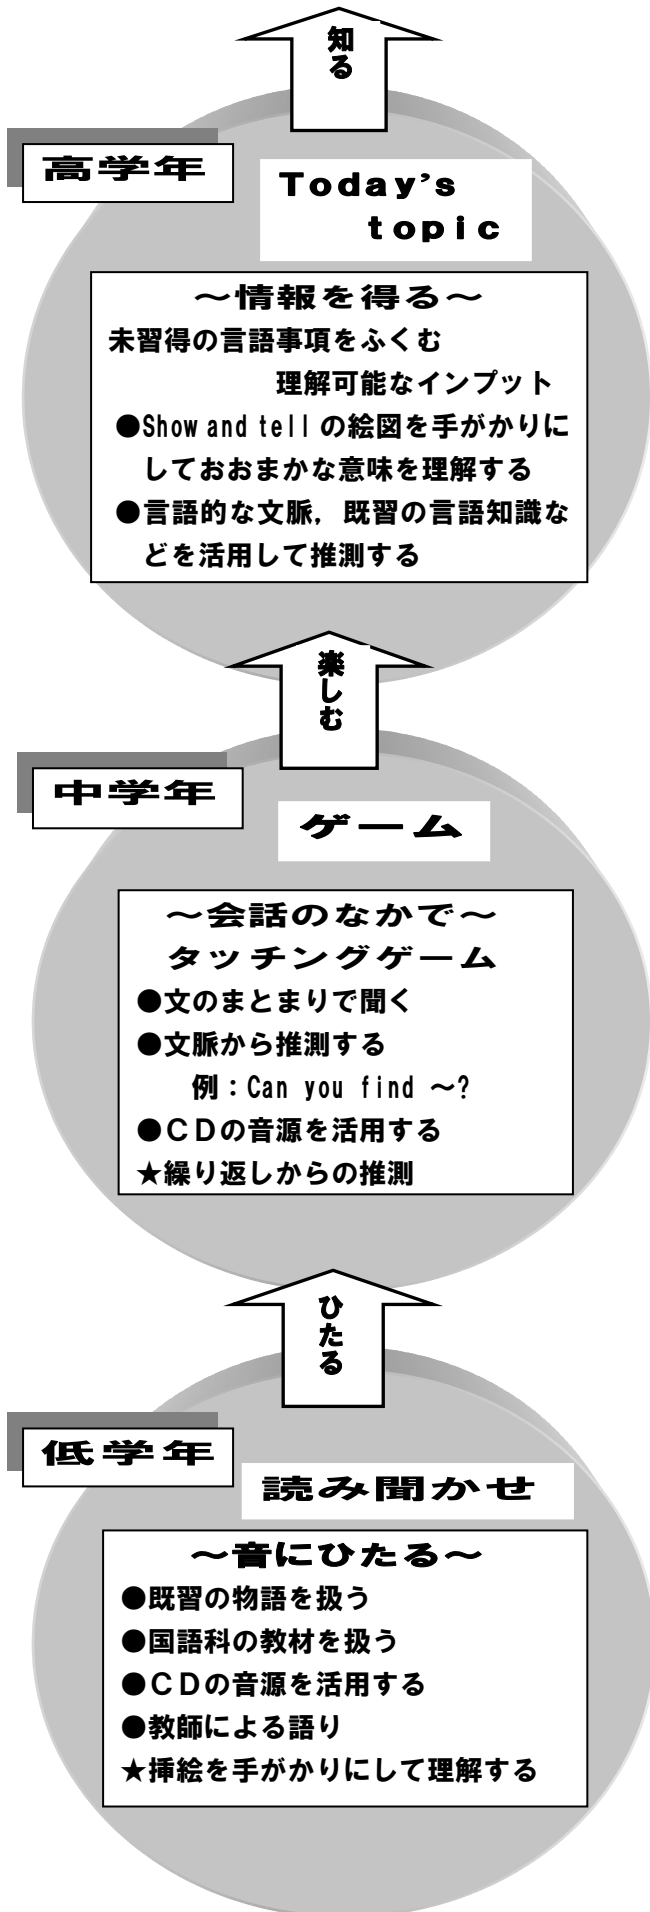 知る
高学年
Today's
topic
～情報を得る～
未習得の言語事項をふくむ
理解可能なインプット
●Show and tell の絵図を手がかりに
しておおまかな意味を理解する
●言語的な文脈，既習の言語知識な
どを活用して推測する
楽しむ
中学年
ゲーム
～会話のなかで～
タッチングゲーム
●文のまとまりで聞く
●文脈から推測する
例：Can you find ～?
●ＣＤの音源を活用する
★繰り返しからの推測
ひたる
低学年
読み聞かせ
～音にひたる～
●既習の物語を扱う
●国語科の教材を扱う
●ＣＤの音源を活用する
●教師による語り
★挿絵を手がかりにして理解する